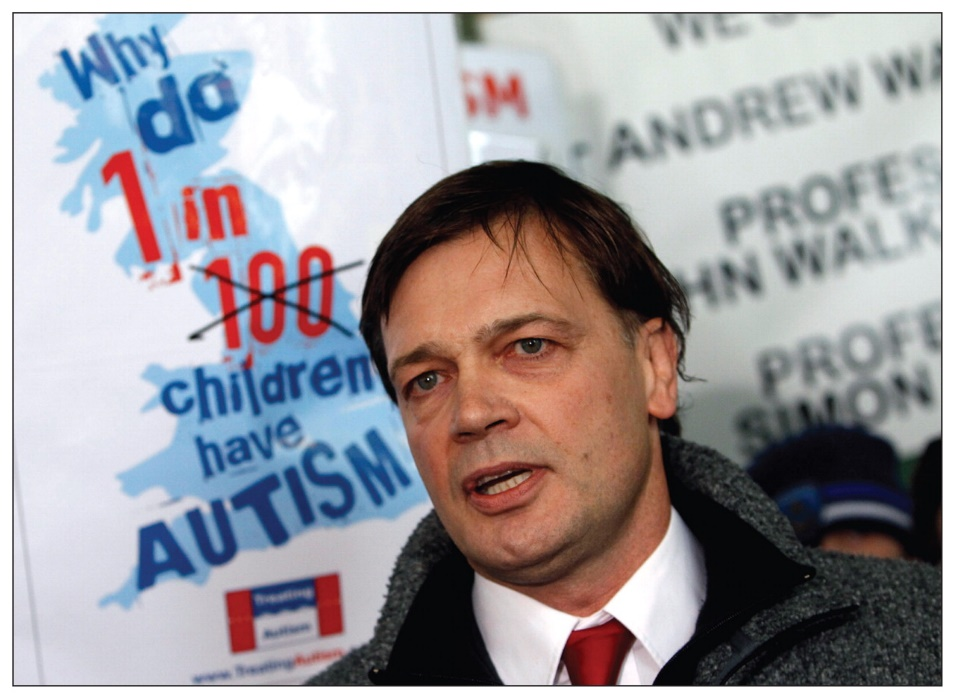 Why
do
1 in
100
children
have
AUTISM
Treating
Autism
www.TreatingAutism.
SM
WE
ANDREW WA
PROFES
HN WALK
PROFE
SIMON